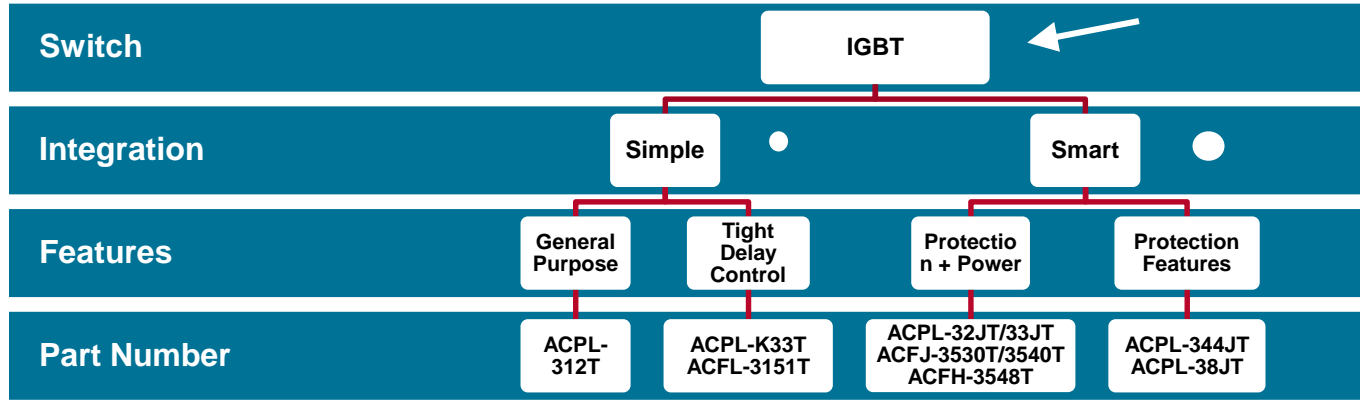 Switch
IGBT
Integration
Simple
Smart
Features
General
Purpose
Tight
Delay
Control
Protectio
n + Power
Protection
Features
Part Number
ACPL-
312T
ACPL-K33T
ACFL-3151T
ACPL-32JT/33JT
ACFJ-3530T/3540T
ACFH-3548T
ACPL-344JT
ACPL-38JT